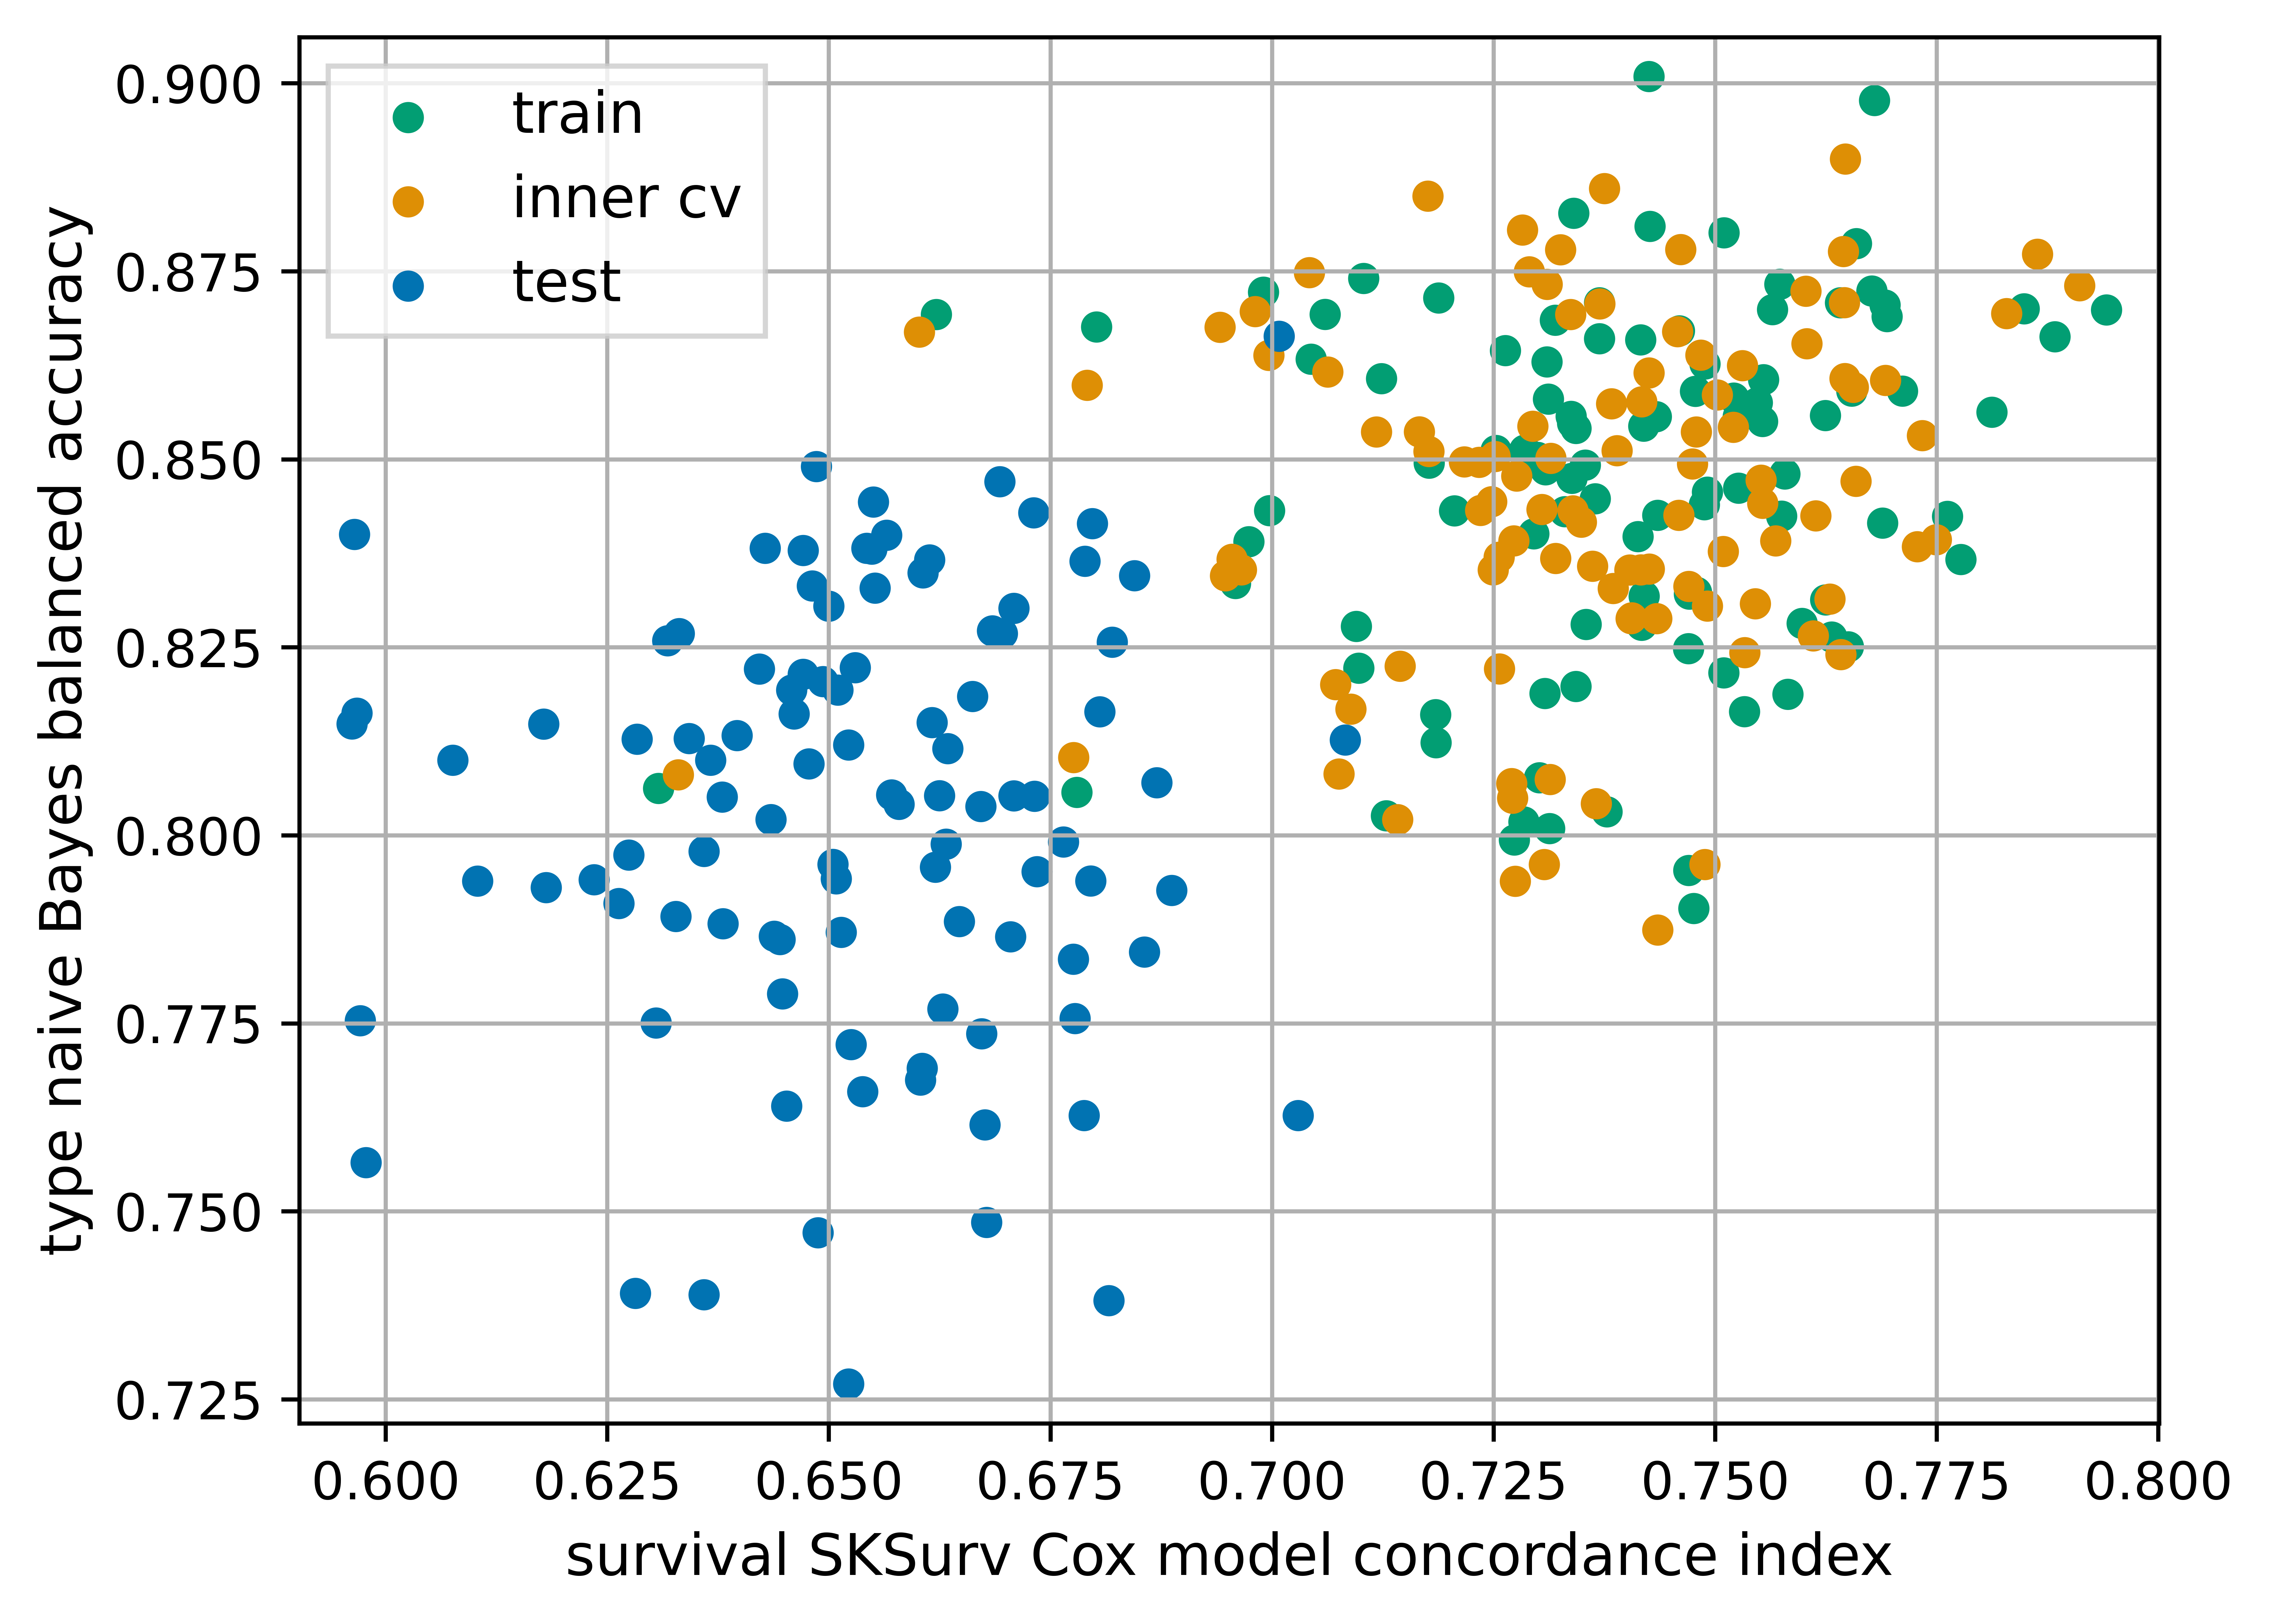 train
inner cv
test
type naive Bayes balanced accuracy
0.900
0.875
0.850
0.825
0.800
0.775
0.750
0.725
0.600 0.625 0.650 0.675 0.700 0.725 0.750 0.775 0.800
survival SKSurv Cox model concordance index